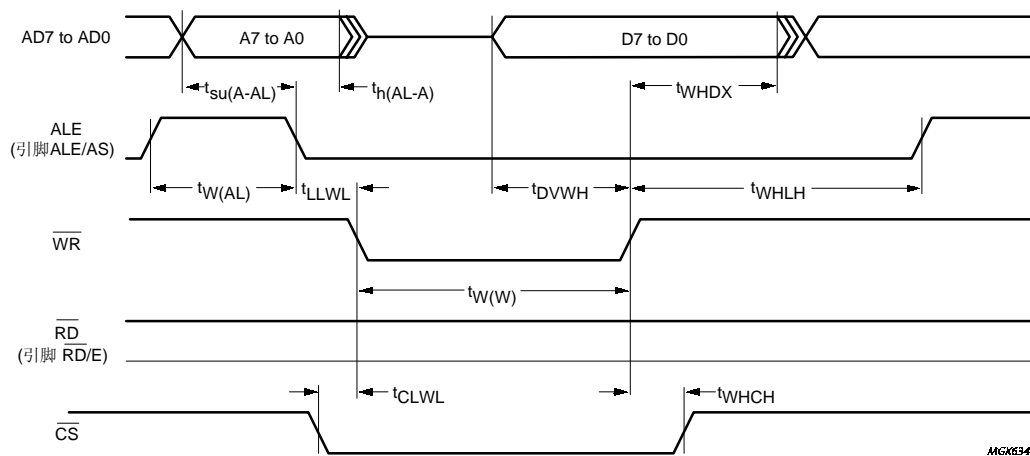 AD7 to AD0
A7 to A0
D7 to D0
tsu(A-AL)
th(AL-A)
tWHDX
ALE
(引脚ALE/AS)
tW(AL)
tLLWL
tDVWH
tWHLH
WR
tW(W)
RD
(引脚 RD/E)
tCLWL
tWHCH
CS
MGK634